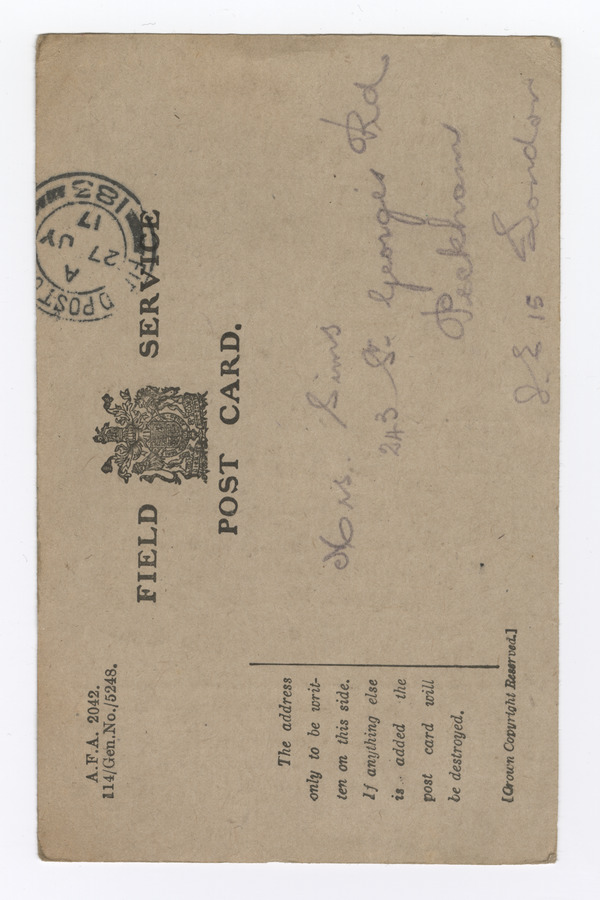 A.F.A. 2042.
114/Gen.No./5248.
FIELD SERVICE
POST CARD.
D POST
A
27 JY
17
183
The address
only to be writ-
ten on this side.
If anything else
is added the
post card will
be destroyed.
[Crown Copyright Reserved.]
Mrs. Sims
243 St. Georges Rd
Peckham
S.E 15 London